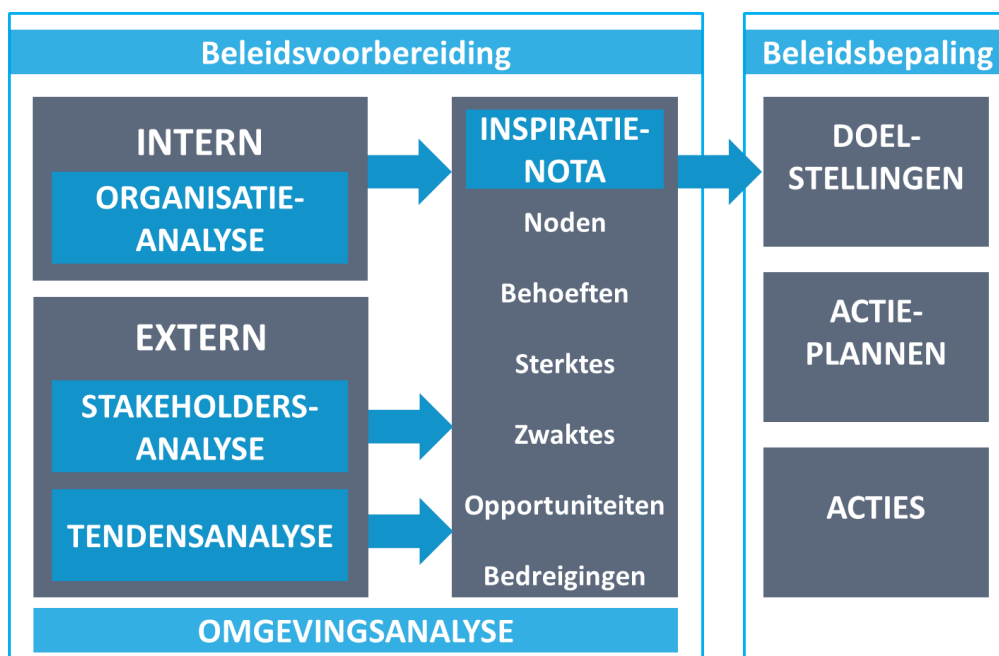 Beleidsvoorbereiding
INTERN
ORGANISATIE-
ANALYSE
EXTERN
STAKEHOLDERS-
ANALYSE
TENDENSANALYSE
INSPIRATIE-
NOTA
Noden
Behoeften
Sterktes
Zwaktes
Opportuniteiten
Bedreigingen
OMGEVINGSANALYSE
Beleidsbepaling
DOEL-
STELLINGEN
ACTIE-
PLANNEN
ACTIES